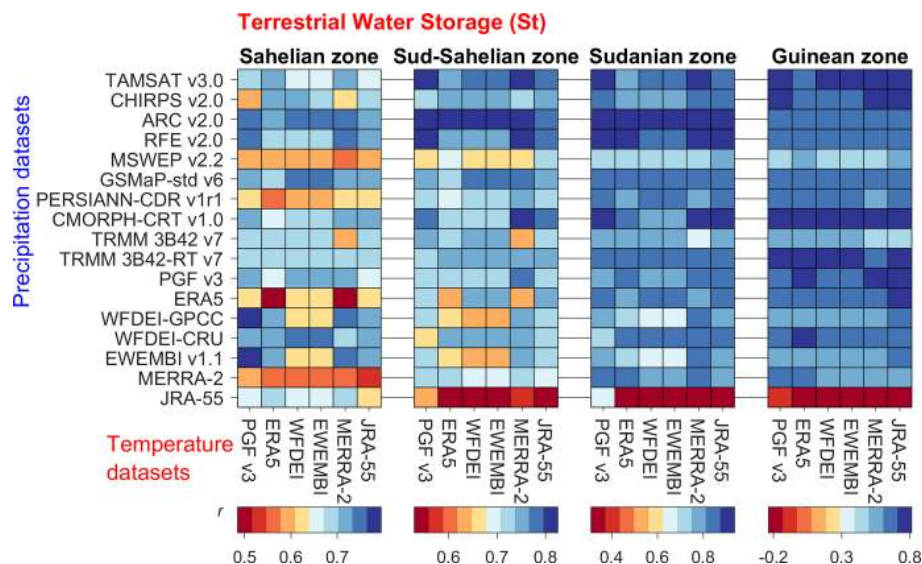 Terrestrial Water Storage (St)
Sahelian zone Sud-Sahelian zone Sudanian zone Guinean zone
Precipitation datasets
TAMSAT v3.0
CHIRPS v2.0
ARC v2.0
RFE v2.0
MSWEP v2.2
GSMaP-std v6
PERSIANN-CDR v1r1
CMORPH-CRT v1.0
TRMM 3B42 v7
TRMM 3B42-RT v7
PGF v3
ERA5
WFDEI-GPCC
WFDEI-CRU
EWEMBI v1.1
MERRA-2
JRA-55
Temperature
datasets
PGF v3
ERA5
WFDEI
EWEMBI
MERRA-2
JRA-55
PGF v3
ERA5
WFDEI
EWEMBI
MERRA-2
JRA-55
PGF v3
ERA5
WFDEI
EWEMBI
MERRA-2
JRA-55
PGF v3
ERA5
WFDEI
EWEMBI
MERRA-2
JRA-55
r
0.5 0.6 0.7 0.6 0.7 0.8 0.4 0.6 0.8 -0.2 0.3 0.8